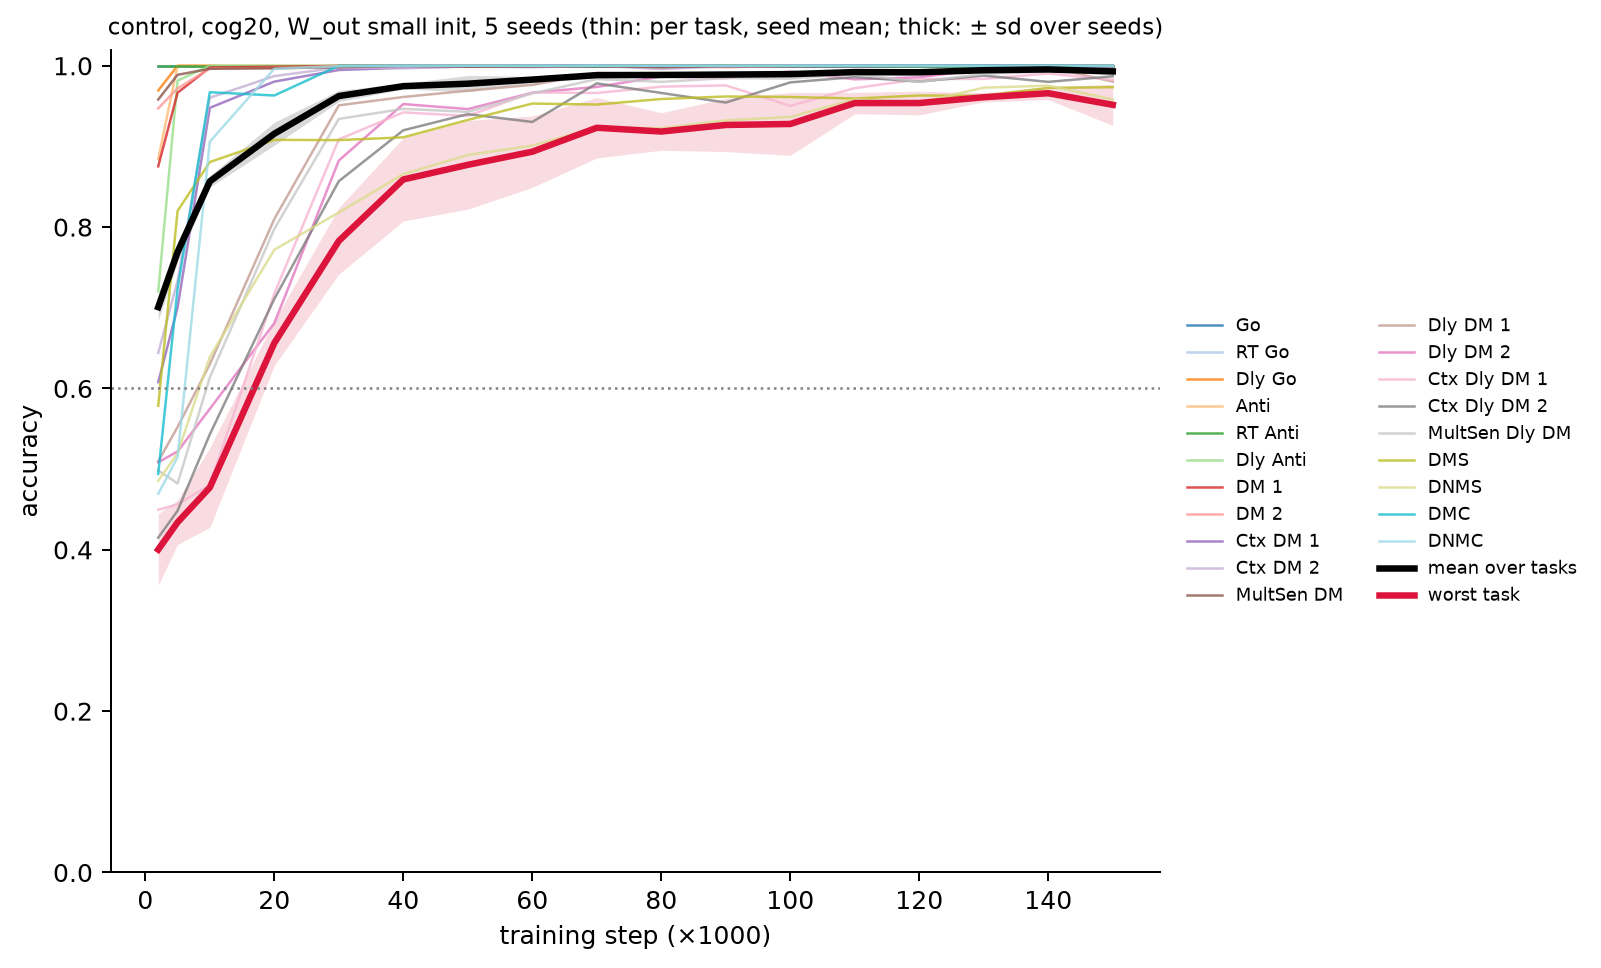 control, cog20, W_out small init, 5 seeds (thin: per task, seed mean; thick: ± sd over seeds)
1.0
0.8
0.6
0.4
0.2
0.0
accuracy
0
20
40
60
80
100
120
140
training step (×1000)
Go
RT Go
Dly Go
Anti
RT Anti
Dly Anti
DM 1
DM 2
Ctx DM 1
Ctx DM 2
MultSen DM
Dly DM 1
Dly DM 2
Ctx Dly DM 1
Ctx Dly DM 2
MultSen Dly DM
DMS
DNMS
DMC
DNMC
mean over tasks
worst task